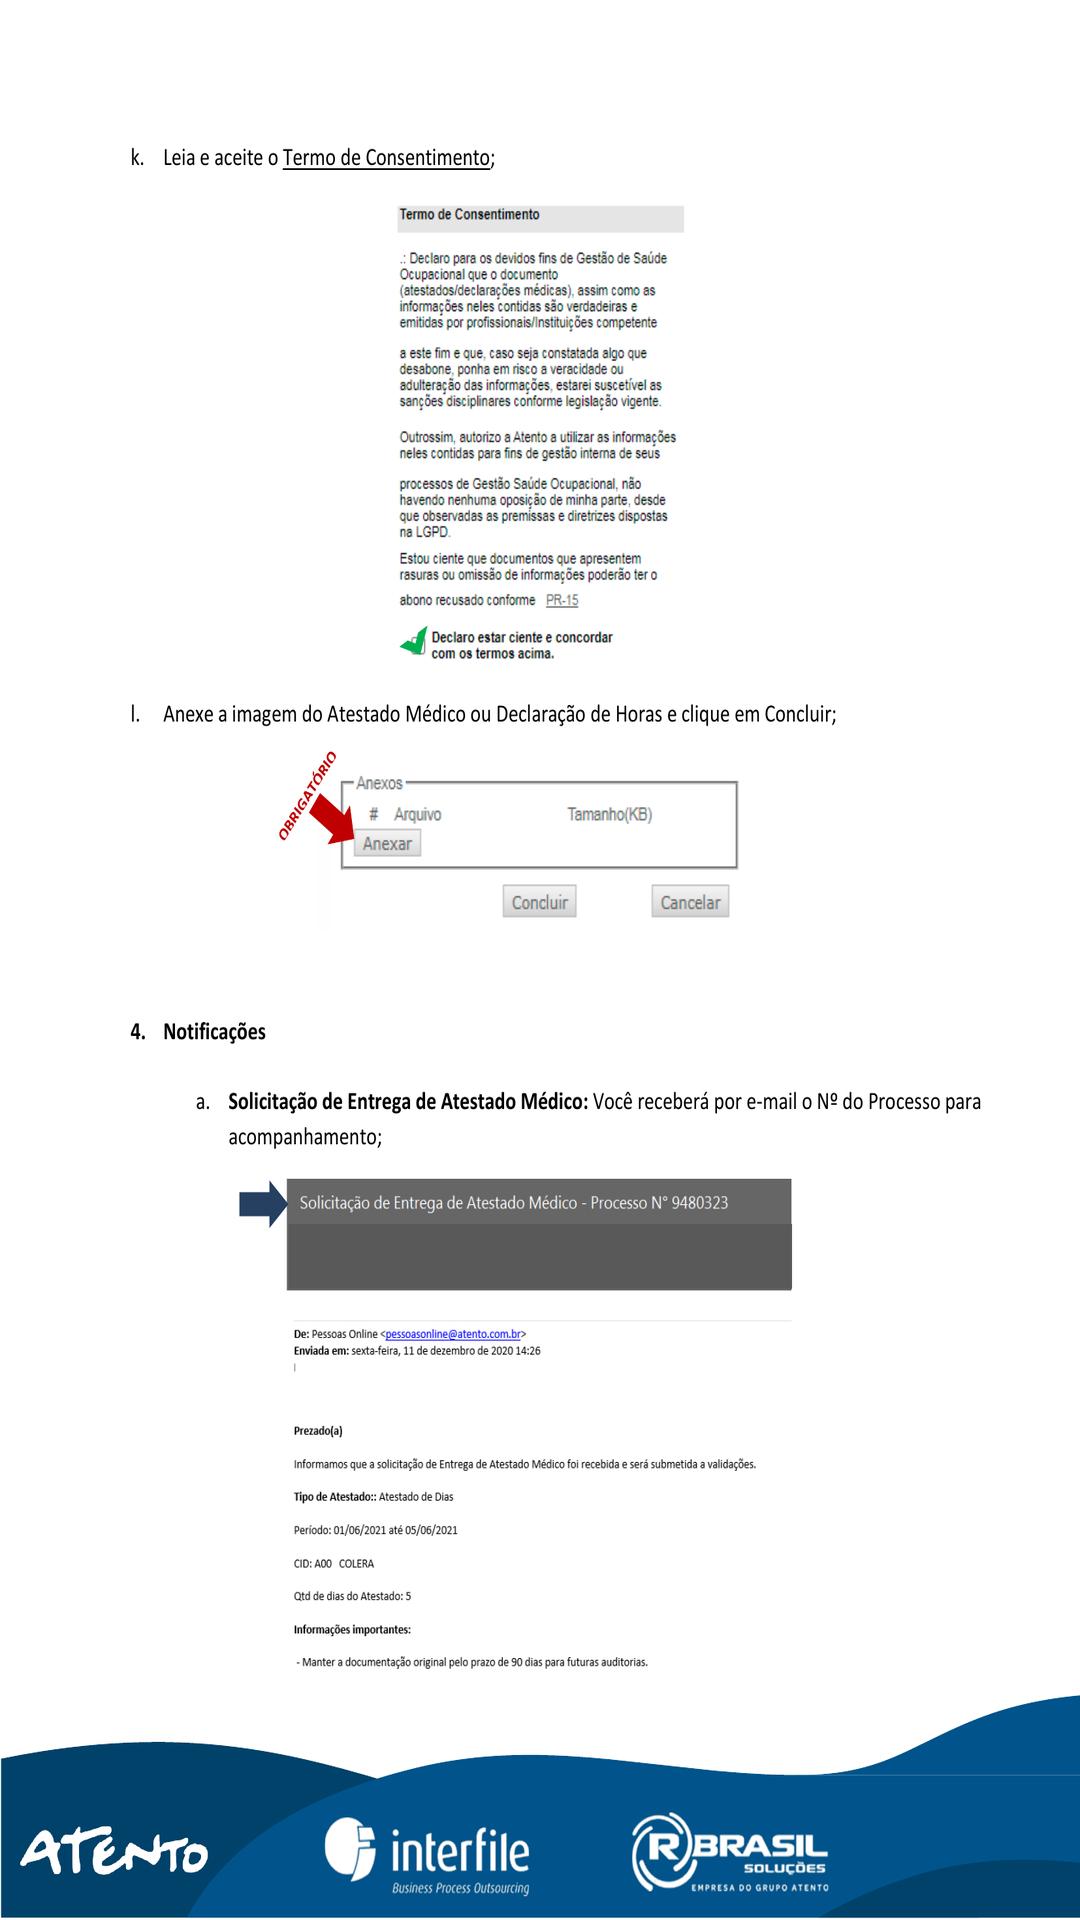 k. Leia e aceite o Termo de Consentimento;
Termo de Consentimento
.: Declaro para os devidos fins de Gestão de Saúde
Ocupacional que o documento
(atestados/declarações médicas), assim como as
informações neles contidas são verdadeiras e
emitidas por profissionais/Instituições competente
a este fim e que, caso seja constatada algo que
desabone, ponha em risco a veracidade ou
adulteração das informações, estarei suscetível as
sanções disciplinares conforme legislação vigente.
Outrossim, autorizo a Atento a utilizar as informações
neles contidas para fins de gestão interna de seus
processos de Gestão Saúde Ocupacional, não
havendo nenhuma oposição de minha parte, desde
que observadas as premissas e diretrizes dispostas
na LGPD.
Estou ciente que documentos que apresentem
rasuras ou omissão de informações poderão ter o
abono recusado conforme PR-15
Declaro estar ciente e concordar
com os termos acima.
l. Anexe a imagem do Atestado Médico ou Declaração de Horas e clique em Concluir;
OBRIGATÓRIO
Anexos
# Arquivo Tamanho(KB)
Anexar
Concluir Cancelar
4. Notificações
a. Solicitação de Entrega de Atestado Médico: Você receberá por e-mail o Nº do Processo para
acompanhamento;
Solicitação de Entrega de Atestado Médico - Processo N° 9480323
De: Pessoas Online <pessoasonline@atento.com.br>
Enviada em: sexta-feira, 11 de dezembro de 2020 14:26
Prezado(a)
Informamos que a solicitação de Entrega de Atestado Médico foi recebida e será submetida a validações.
Tipo de Atestado:: Atestado de Dias
Período: 01/06/2021 até 05/06/2021
CID: A00 COLERA
Qtd de dias do Atestado: 5
Informações importantes:
- Manter a documentação original pelo prazo de 90 dias para futuras auditorias.
ATENTO
interfile
Business Process Outsourcing
R BRASIL
SOLUÇÕES
EMPRESA DO GRUPO ATENTO